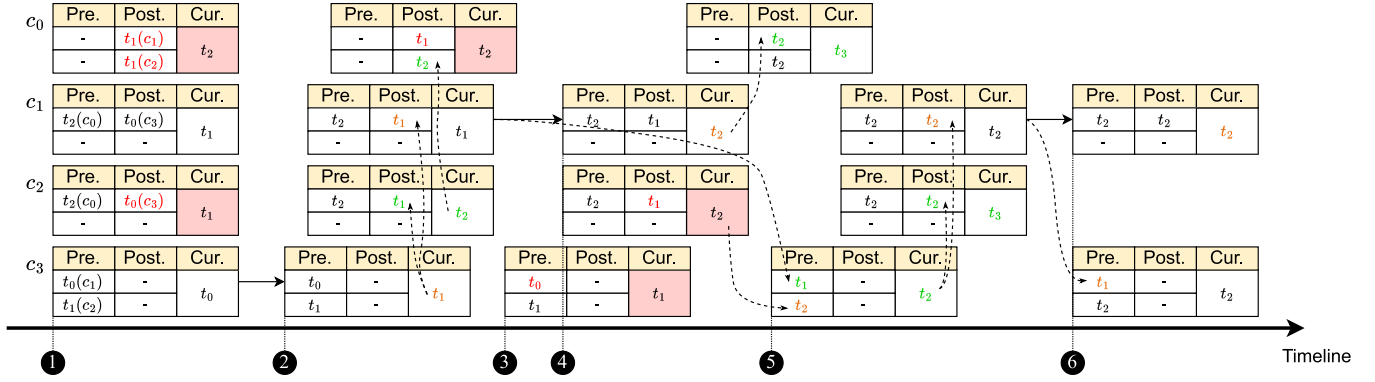 c₀ Pre. Post. Cur. Pre. Post. Cur. Pre. Post. Cur.
- t₁(c₁) t₂ - t₁ t₂ - t₂ t₃
- t₁(c₂) - t₂ - t₂
c₁ Pre. Post. Cur. Pre. Post. Cur. Pre. Post. Cur. Pre. Post. Cur. Pre. Post. Cur.
t₂(c₀) t₀(c₃) t₁ t₂ t₁ t₁ t₂ t₁ t₂ t₂ t₂ t₂ t₂ t₂ t₂
- - - - - - - - - -
c₂ Pre. Post. Cur. Pre. Post. Cur. Pre. Post. Cur. Pre. Post. Cur.
t₂(c₀) t₀(c₃) t₁ t₂ t₁ t₂ t₂ t₁ t₂ t₂ t₂ t₃
- - - - - - - -
c₃ Pre. Post. Cur. Pre. Post. Cur. Pre. Post. Cur. Pre. Post. Cur. Pre. Post. Cur.
t₀(c₁) - t₀ t₀ - t₁ t₀ - t₁ t₁ - t₂ t₁ - t₂
t₁(c₂) - t₁ - t₁ - t₂ - t₂ -
1 2 3 4 5 6 Timeline